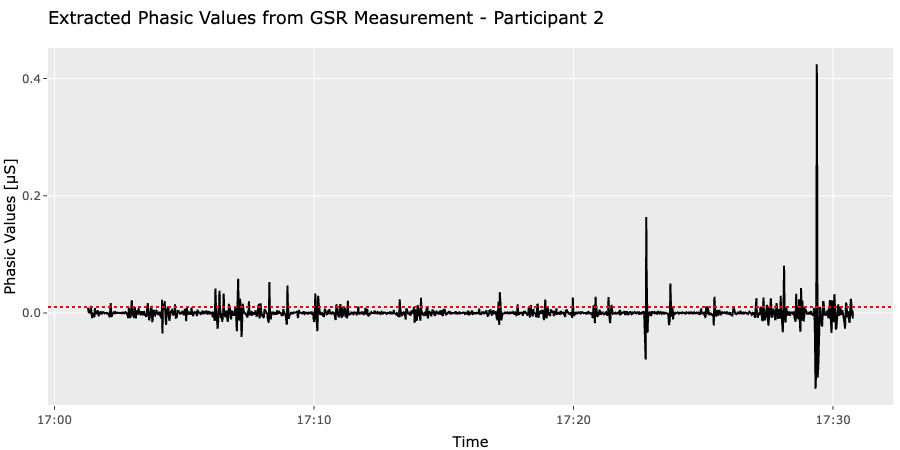 Extracted Phasic Values from GSR Measurement - Participant 2
Phasic Values [µS]
0.4
0.2
0.0
17:00
17:10
17:20
17:30
Time